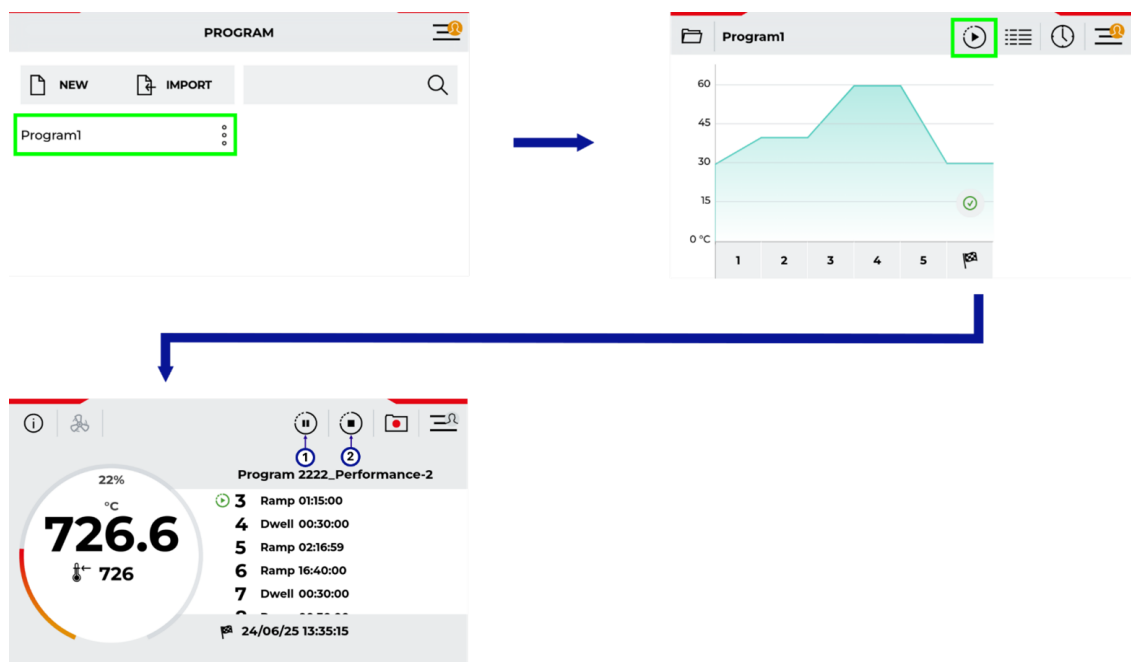 PROGRAM
NEW
IMPORT
Program1
Program1
60
45
30
15
0 °C
1 2 3 4 5
1 2
Program 2222_Performance-2
22%
°C
726.6
726
3 Ramp 01:15:00
4 Dwell 00:30:00
5 Ramp 02:16:59
6 Ramp 16:40:00
7 Dwell 00:30:00
24/06/25 13:35:15